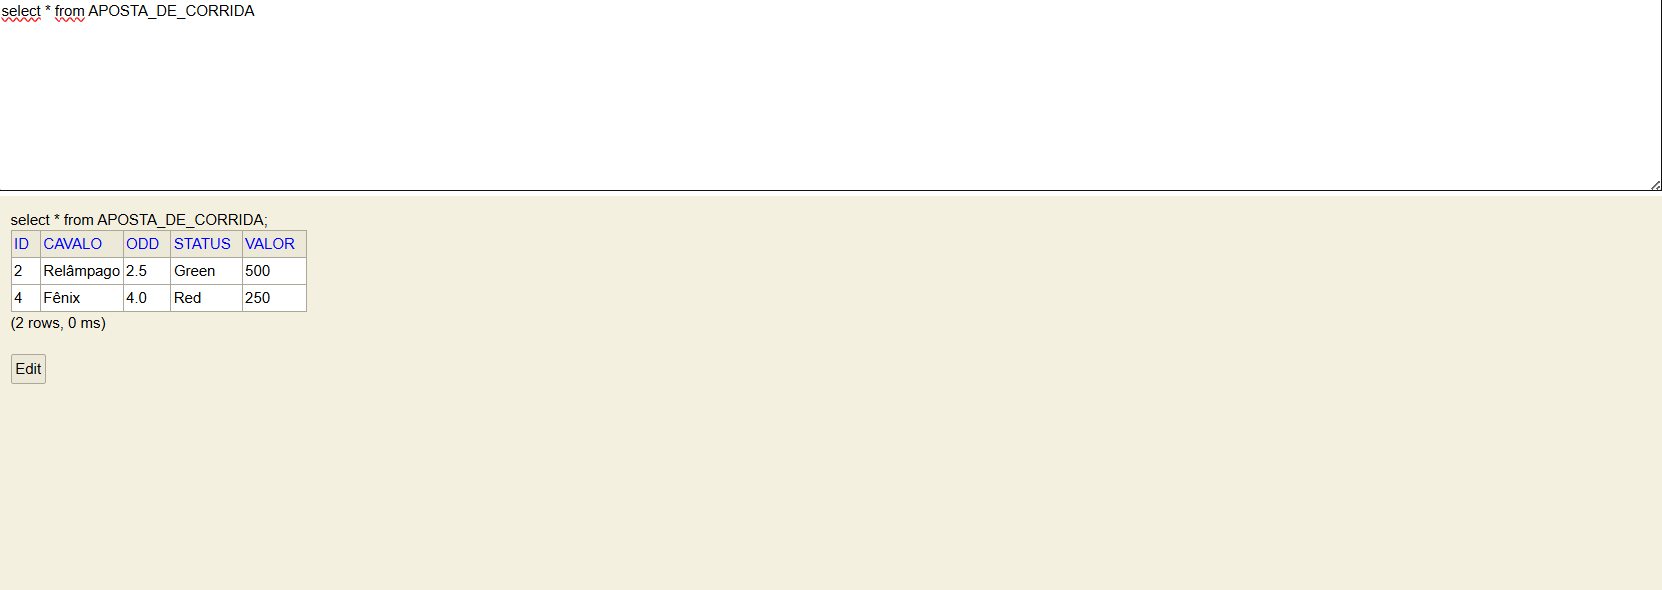 select * from APOSTA_DE_CORRIDA
select * from APOSTA_DE_CORRIDA;
ID CAVALO ODD STATUS VALOR
2 Relâmpago 2.5 Green 500
4 Fênix 4.0 Red 250
(2 rows, 0 ms)
Edit